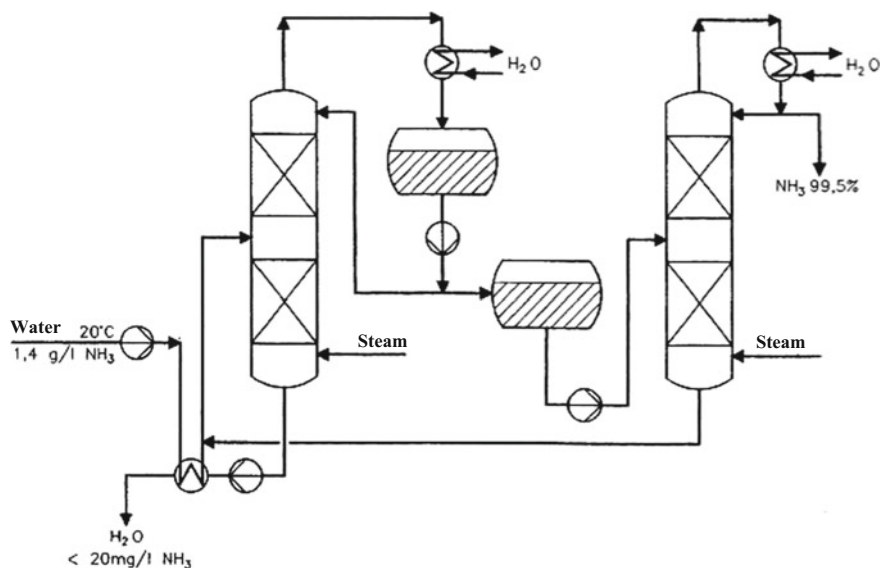 H₂O
H₂O
NH₃ 99,5%
Water 20°C
1,4 g/l NH₃
Steam
Steam
H₂O
< 20mg/l NH₃